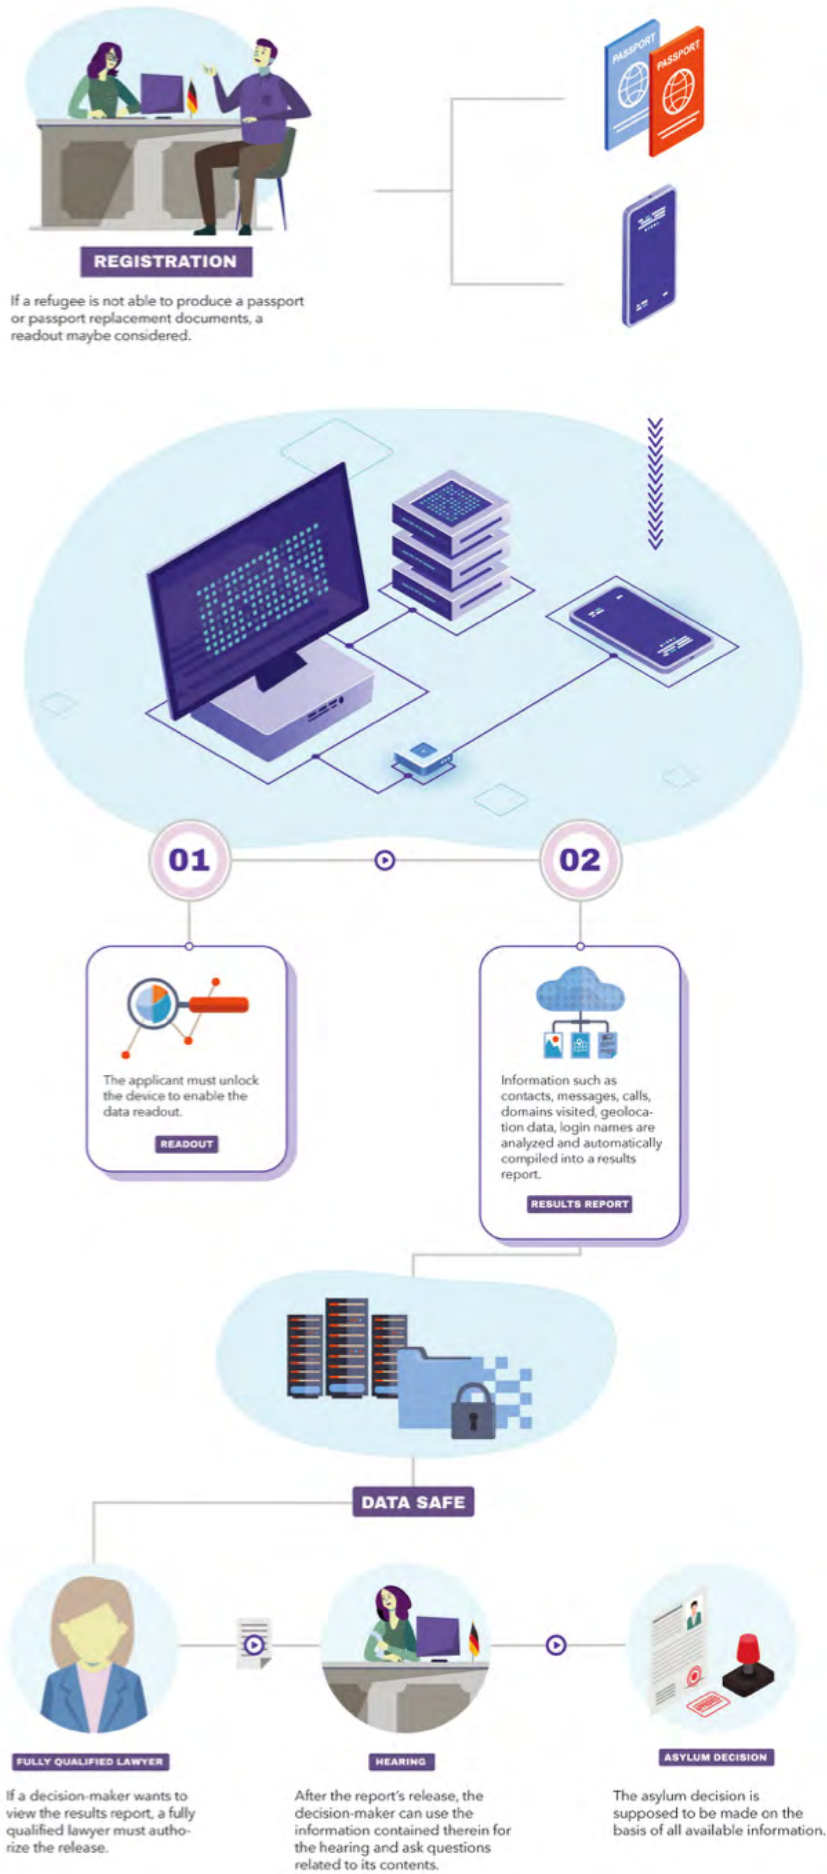 PASSPORT
PASSPORT
REGISTRATION
If a refugee is not able to produce a passport
or passport replacement documents, a
readout maybe considered.
01
02
The applicant must unlock
the device to enable the
data readout.
READOUT
Information such as
contacts, messages, calls,
domains visited, geoloca-
tion data, login names are
analyzed and automatically
compiled into a results
report.
RESULTS REPORT
DATA SAFE
FULLY QUALIFIED LAWYER
If a decision-maker wants to
view the results report, a fully
qualified lawyer must autho-
rize the release.
HEARING
After the report's release, the
decision-maker can use the
information contained therein for
the hearing and ask questions
related to its contents.
ASYLUM DECISION
The asylum decision is
supposed to be made on the
basis of all available information.